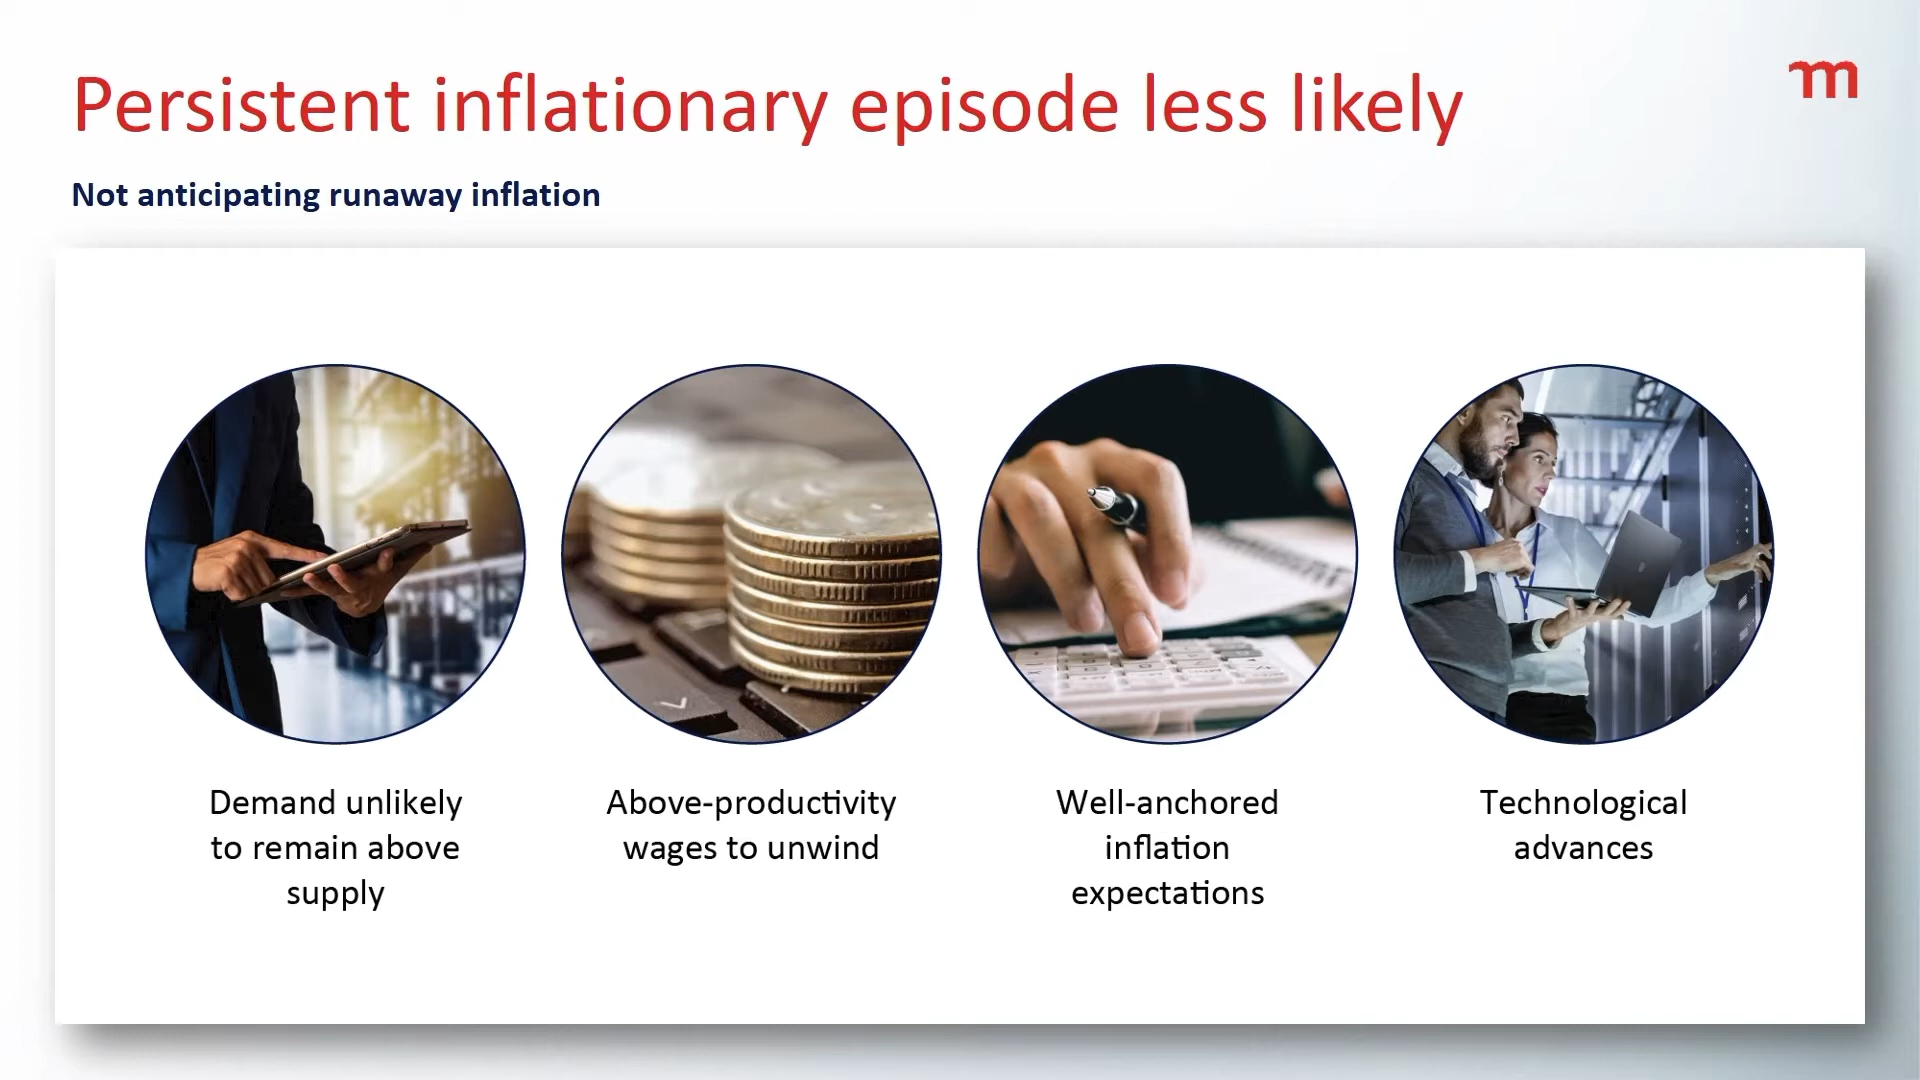 Persistent inflationary episode less likely
m
Not anticipating runaway inflation
Demand unlikely
to remain above
supply
Above-productivity
wages to unwind
Well-anchored
inflation
expectations
Technological
advances